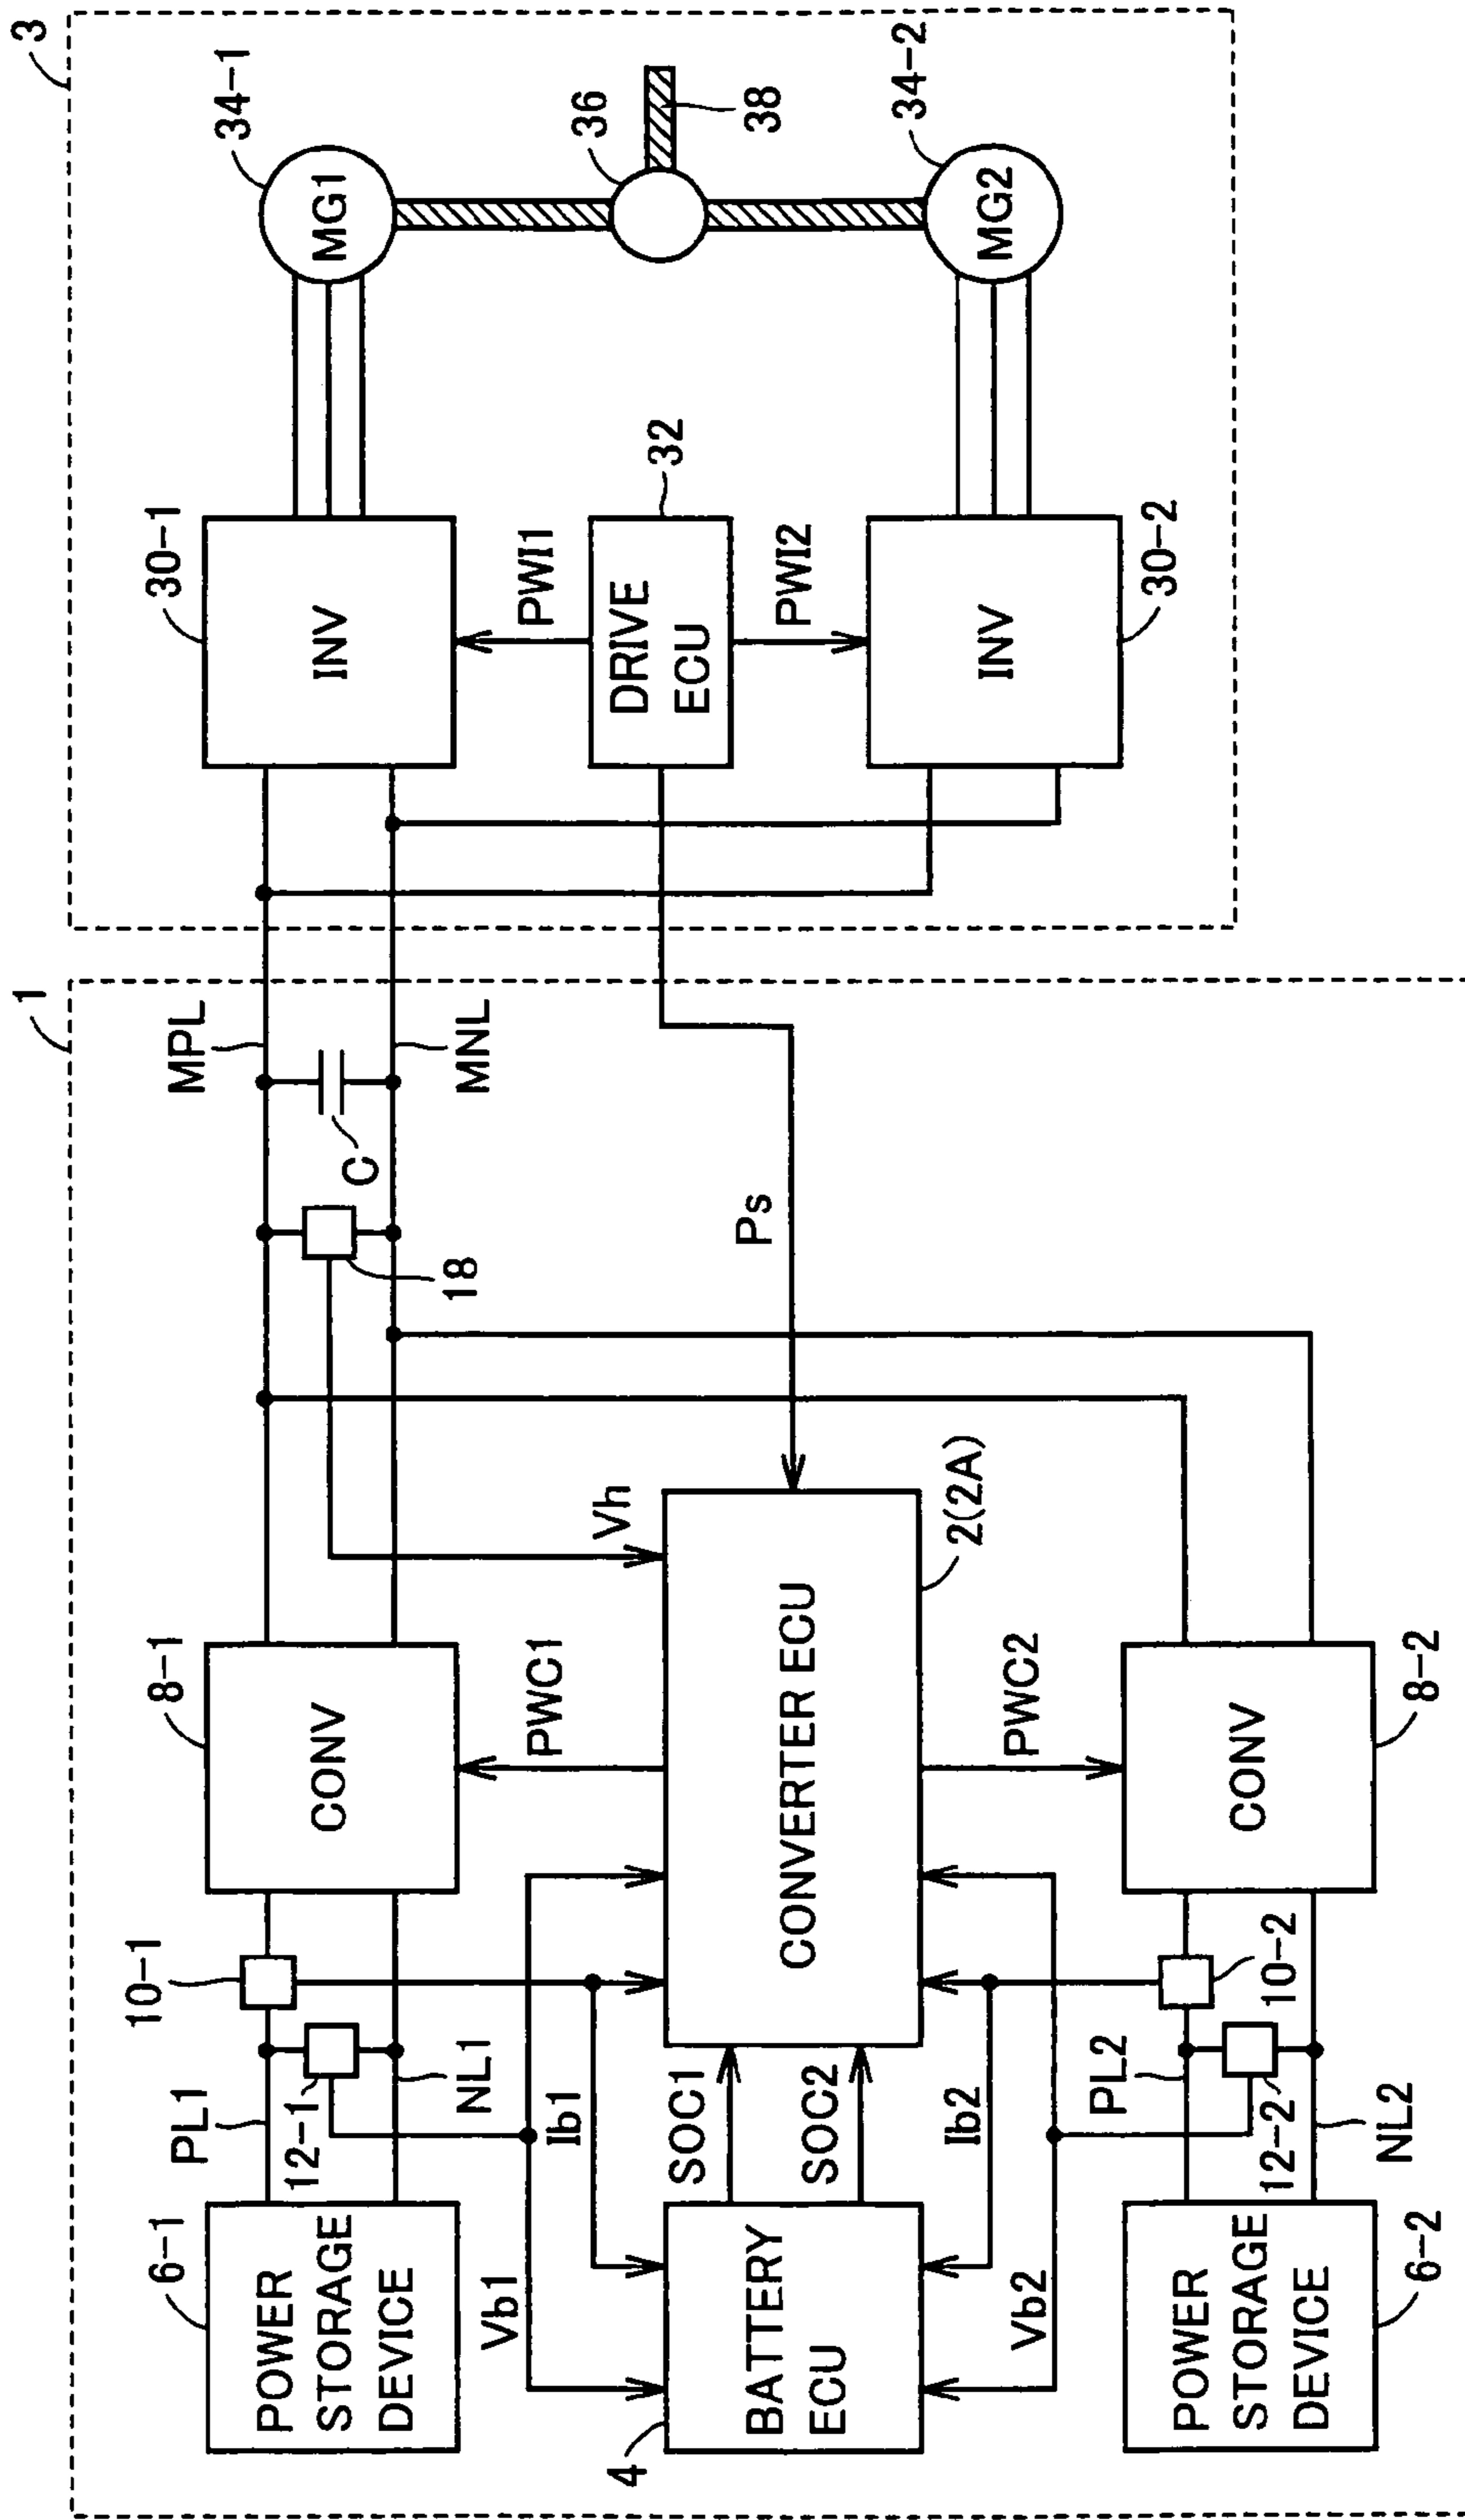 1
3
6-1
PL1
10-1
8-1
MPL
30-1
34-1
POWER
STORAGE
DEVICE
12-1
CONV
C
INV
MG1
NL1
18
MNL
Vb1
Ib1
PWC1
Vh
PWI1
36
4
SOC1
SOC2
BATTERY
ECU
CONVERTER ECU
Ps
DRIVE
ECU
32
38
2(2A)
Vb2
Ib2
PWC2
PWI2
34-2
PL2
INV
MG2
POWER
STORAGE
DEVICE
12-2
10-2
CONV
30-2
6-2
NL2
8-2